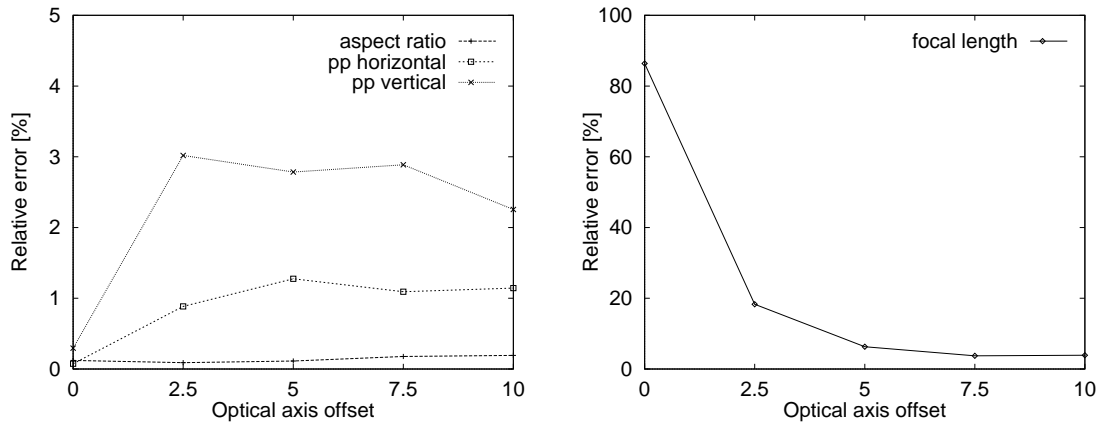 5
4
3
2
1
0
Relative error [%]
aspect ratio
pp horizontal
pp vertical
0 2.5 5 7.5 10
Optical axis offset
100
80
60
40
20
0
Relative error [%]
focal length
0 2.5 5 7.5 10
Optical axis offset